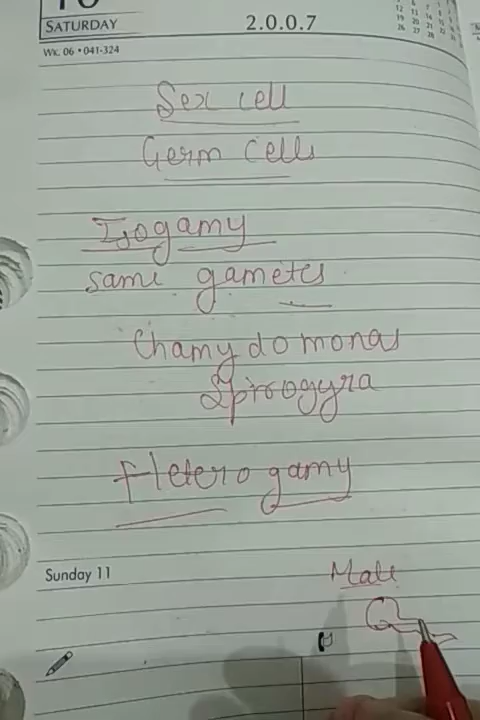 SATURDAY
2.0.0.7
Wk. 06 • 041-324
Sex cell
Germ cells
Isogamy
same gametes
Chamydomonas
Spirogyra
Heterogamy
Sunday 11
Male